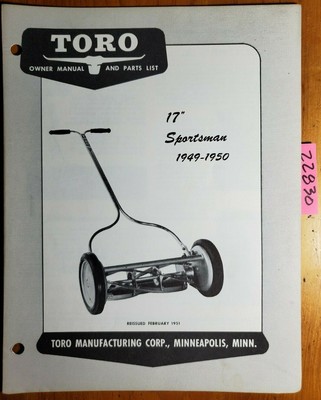 TORO
OWNER MANUAL AND PARTS LIST
17"
Sportsman
1949-1950
22830
REISSUED FEBRUARY 1951
TORO MANUFACTURING CORP., MINNEAPOLIS, MINN.